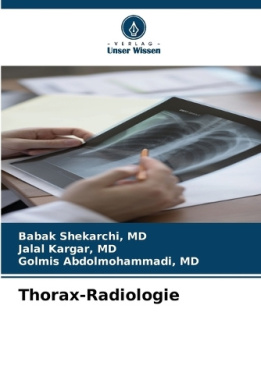 VERLAG
Unser Wissen
Babak Shekarchi, MD
Jalal Kargar, MD
Golmis Abdolmohammadi, MD
Thorax-Radiologie